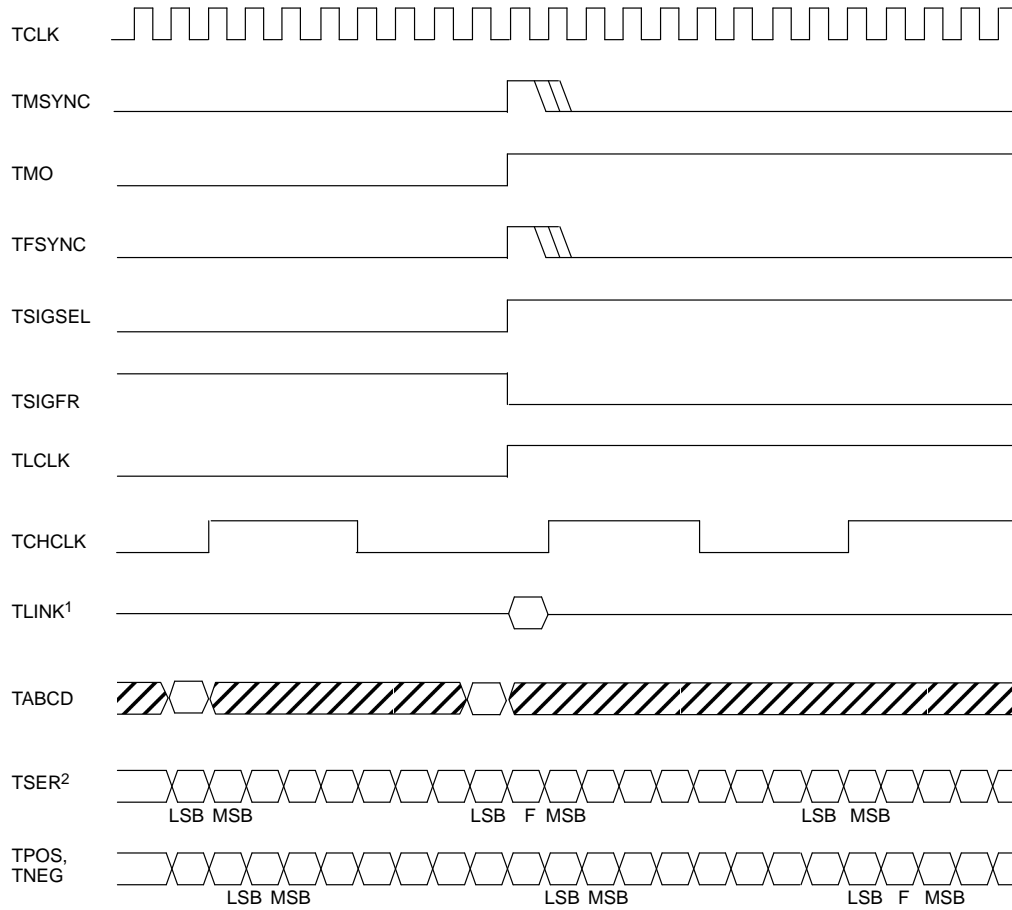 TCLK
TMSYNC
TMO
TFSYNC
TSIGSEL
TSIGFR
TLCLK
TCHCLK
TLINK1
TABCD
TSER2
LSB MSB LSB F MSB LSB MSB
TPOS,
TNEG
LSB MSB LSB MSB LSB F MSB